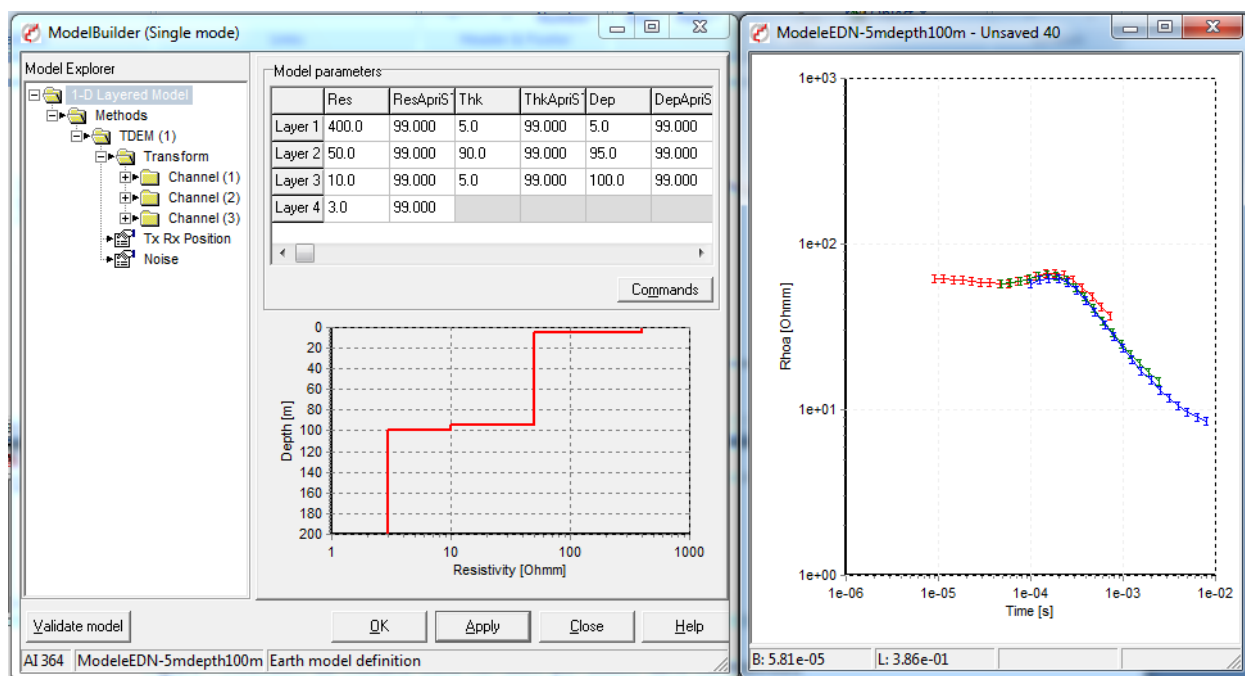 ModelBuilder (Single mode)
Model Explorer
1-D Layered Model
Methods
TDEM (1)
Transform
Channel (1)
Channel (2)
Channel (3)
Tx Rx Position
Noise
Model parameters
Res ResApriS Thk ThkApriS Dep DepApriS
Layer 1 400.0 99.000 5.0 99.000 5.0 99.000
Layer 2 50.0 99.000 90.0 99.000 95.0 99.000
Layer 3 10.0 99.000 5.0 99.000 100.0 99.000
Layer 4 3.0 99.000
Commands
0
20
40
60
80
100
120
140
160
180
200
Depth [m]
1 10 100 1000
Resistivity [Ohmm]
Validate model OK Apply Close Help
AI 364 ModeleEDN-5mdepth100m Earth model definition
ModeleEDN-5mdepth100m - Unsaved 40
1e+03
1e+02
1e+01
1e+00
Rhoa [Ohmm]
1e-06 1e-05 1e-04 1e-03 1e-02
Time [s]
B: 5.81e-05 L: 3.86e-01